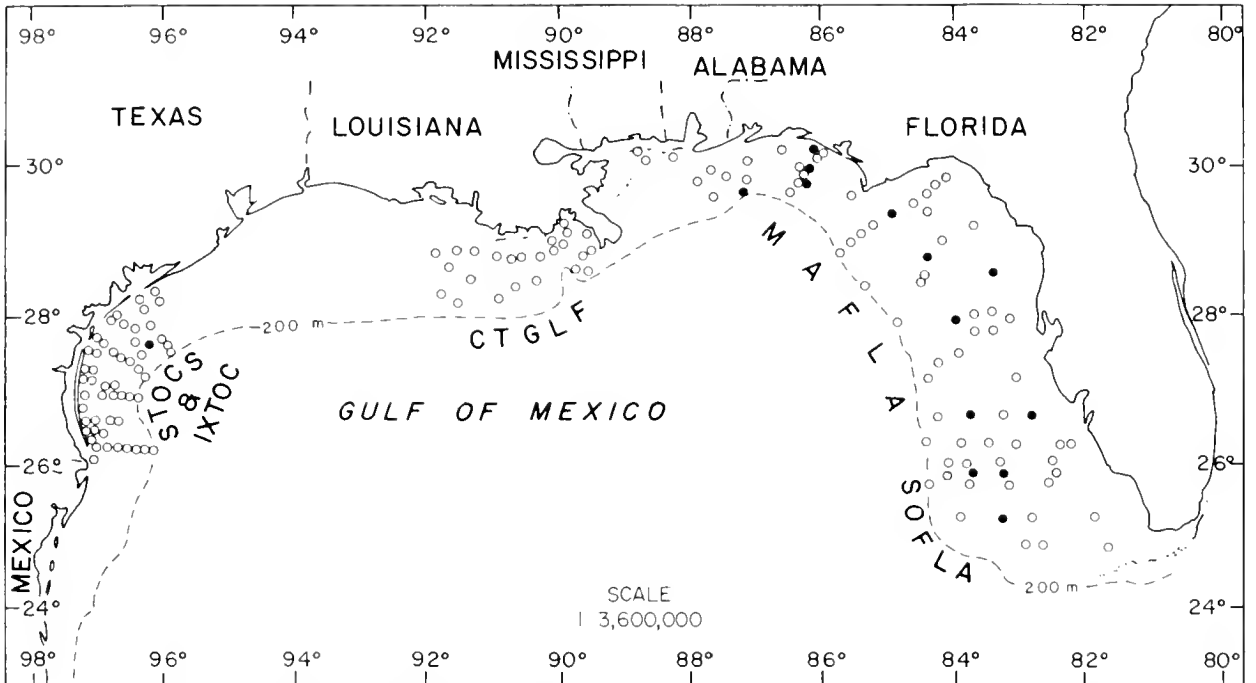 98° 96° 94° 92° 90° 88° 86° 84° 82° 80°
MISSISSIPPI
ALABAMA
TEXAS
LOUISIANA
FLORIDA
30° 30°
MAFLA
28° 28°
200 m
CTGLF
STOCS
&
IXTOC
GULF OF MEXICO
26° 26°
SOFLA
MEXICO
200 m
24° 24°
SCALE
1 3,600,000
98° 96° 94° 92° 90° 88° 86° 84° 82° 80°